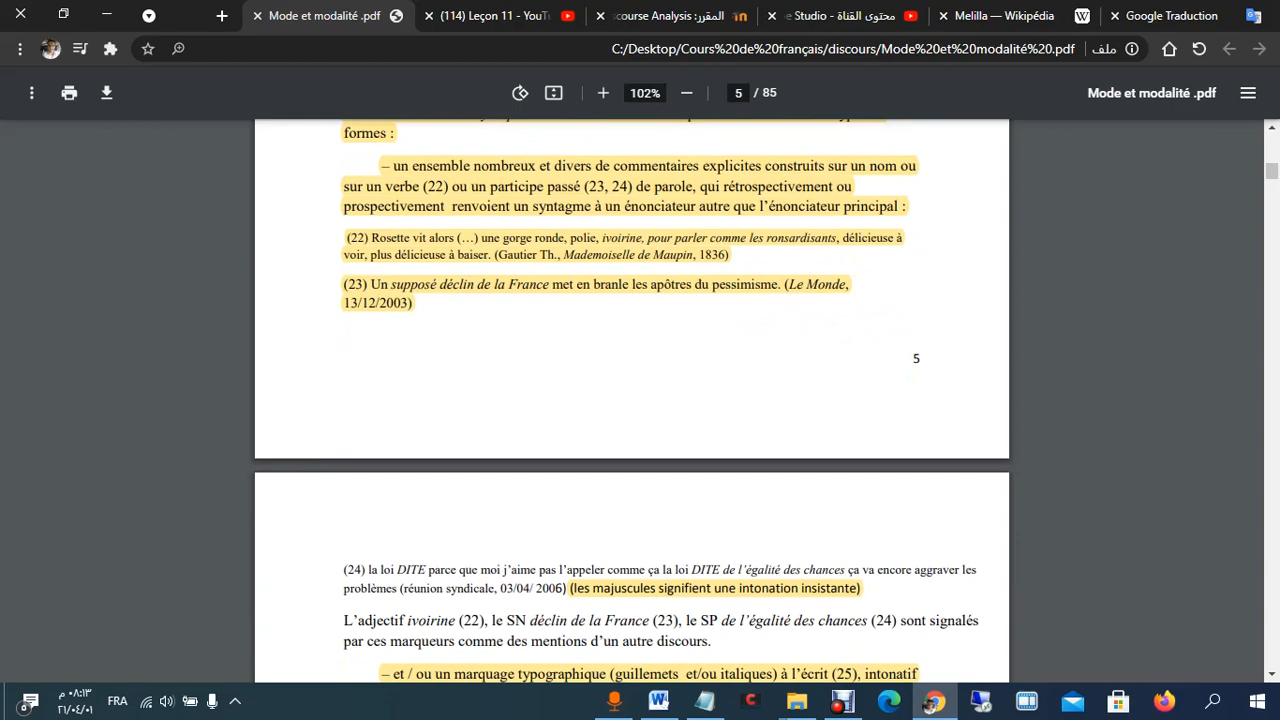 Mode et modalité .pdf
(114) Leçon 11 - YouT
course Analysis: المقرر
e Studio - محتوى القناة
Melilla — Wikipédia
Google Traduction
C:/Desktop/Cours%20de%20français/discours/Mode%20et%20modalité%20.pdf
ملف
102%
5 / 85
Mode et modalité .pdf
formes :
– un ensemble nombreux et divers de commentaires explicites construits sur un nom ou
sur un verbe (22) ou un participe passé (23, 24) de parole, qui rétrospectivement ou
prospectivement renvoient un syntagme à un énonciateur autre que l’énonciateur principal :
(22) Rosette vit alors (…) une gorge ronde, polie, ivoirine, pour parler comme les ronsardisants, délicieuse à
voir, plus délicieuse à baiser. (Gautier Th., Mademoiselle de Maupin, 1836)
(23) Un supposé déclin de la France met en branle les apôtres du pessimisme. (Le Monde,
13/12/2003)
5
(24) la loi DITE parce que moi j’aime pas l’appeler comme ça la loi DITE de l’égalité des chances ça va encore aggraver les
problèmes (réunion syndicale, 03/04/ 2006) (les majuscules signifient une intonation insistante)
L’adjectif ivoirine (22), le SN déclin de la France (23), le SP de l’égalité des chances (24) sont signalés
par ces marqueurs comme des mentions d’un autre discours.
– et / ou un marquage typographique (guillemets et/ou italiques) à l’écrit (25), intonatif
FRA
٠٨:١٣ م
٢١/٠٤/٠١